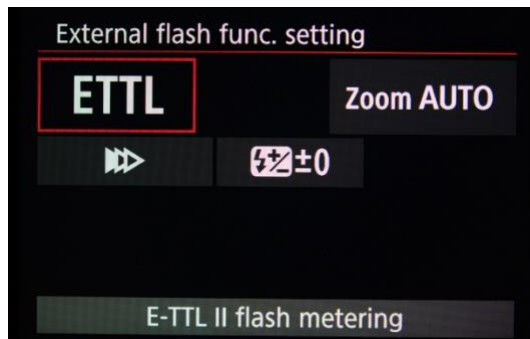 External flash func. setting
ETTL
Zoom AUTO
±0
E-TTL II flash metering